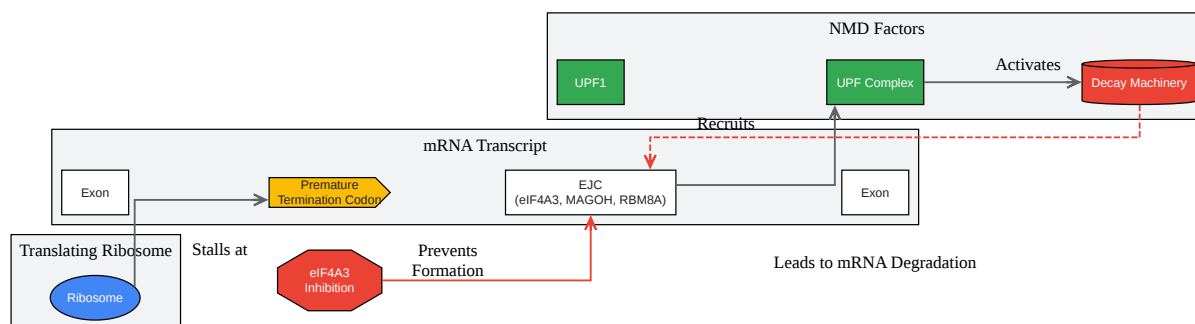 NMD Factors
UPF1
UPF Complex
Activates
Decay Machinery
Recruits
mRNA Transcript
Exon
Premature
Termination Codon
EJC
(eIF4A3, MAGOH, RBM8A)
Exon
Translating Ribosome
Stalls at
Ribosome
eIF4A3
Inhibition
Prevents
Formation
Leads to mRNA Degradation